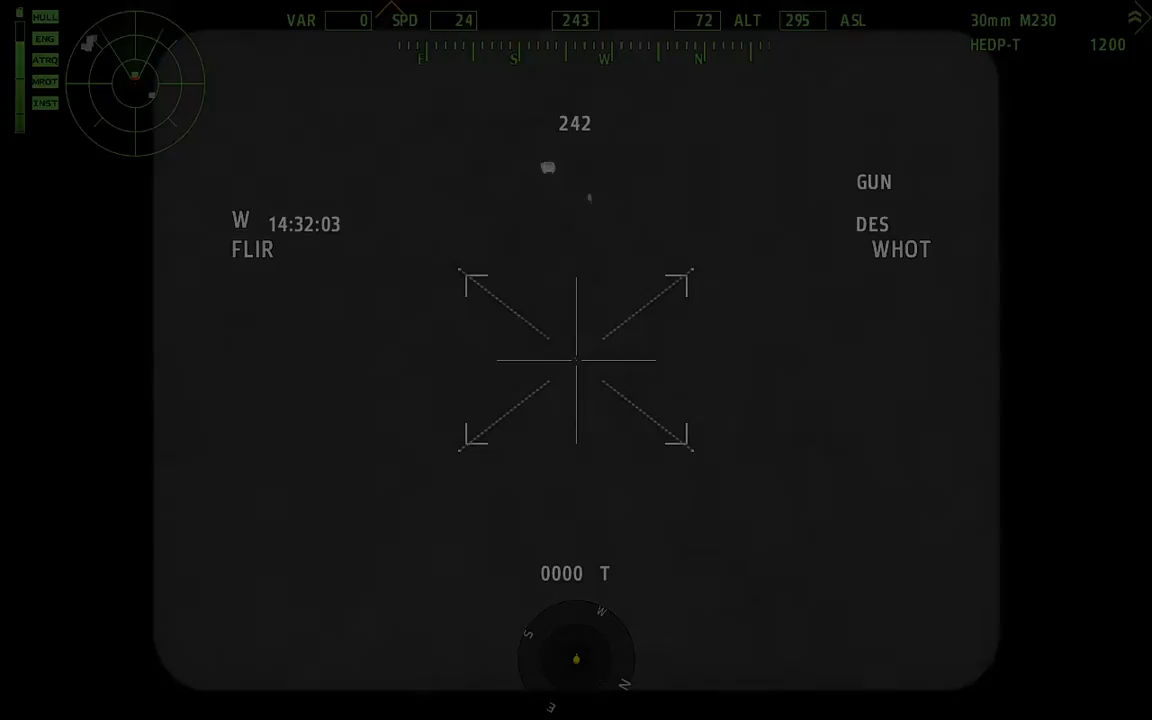 VAR 0 SPD 24 243 72 ALT 295 ASL 30mm M230
HEDP-T 1200
HULL
ENG
ATRQ
MROT
INST
E S W N
242
GUN
W 14:32:03 DES
FLIR WHOT
0000 T
W
S
N
E